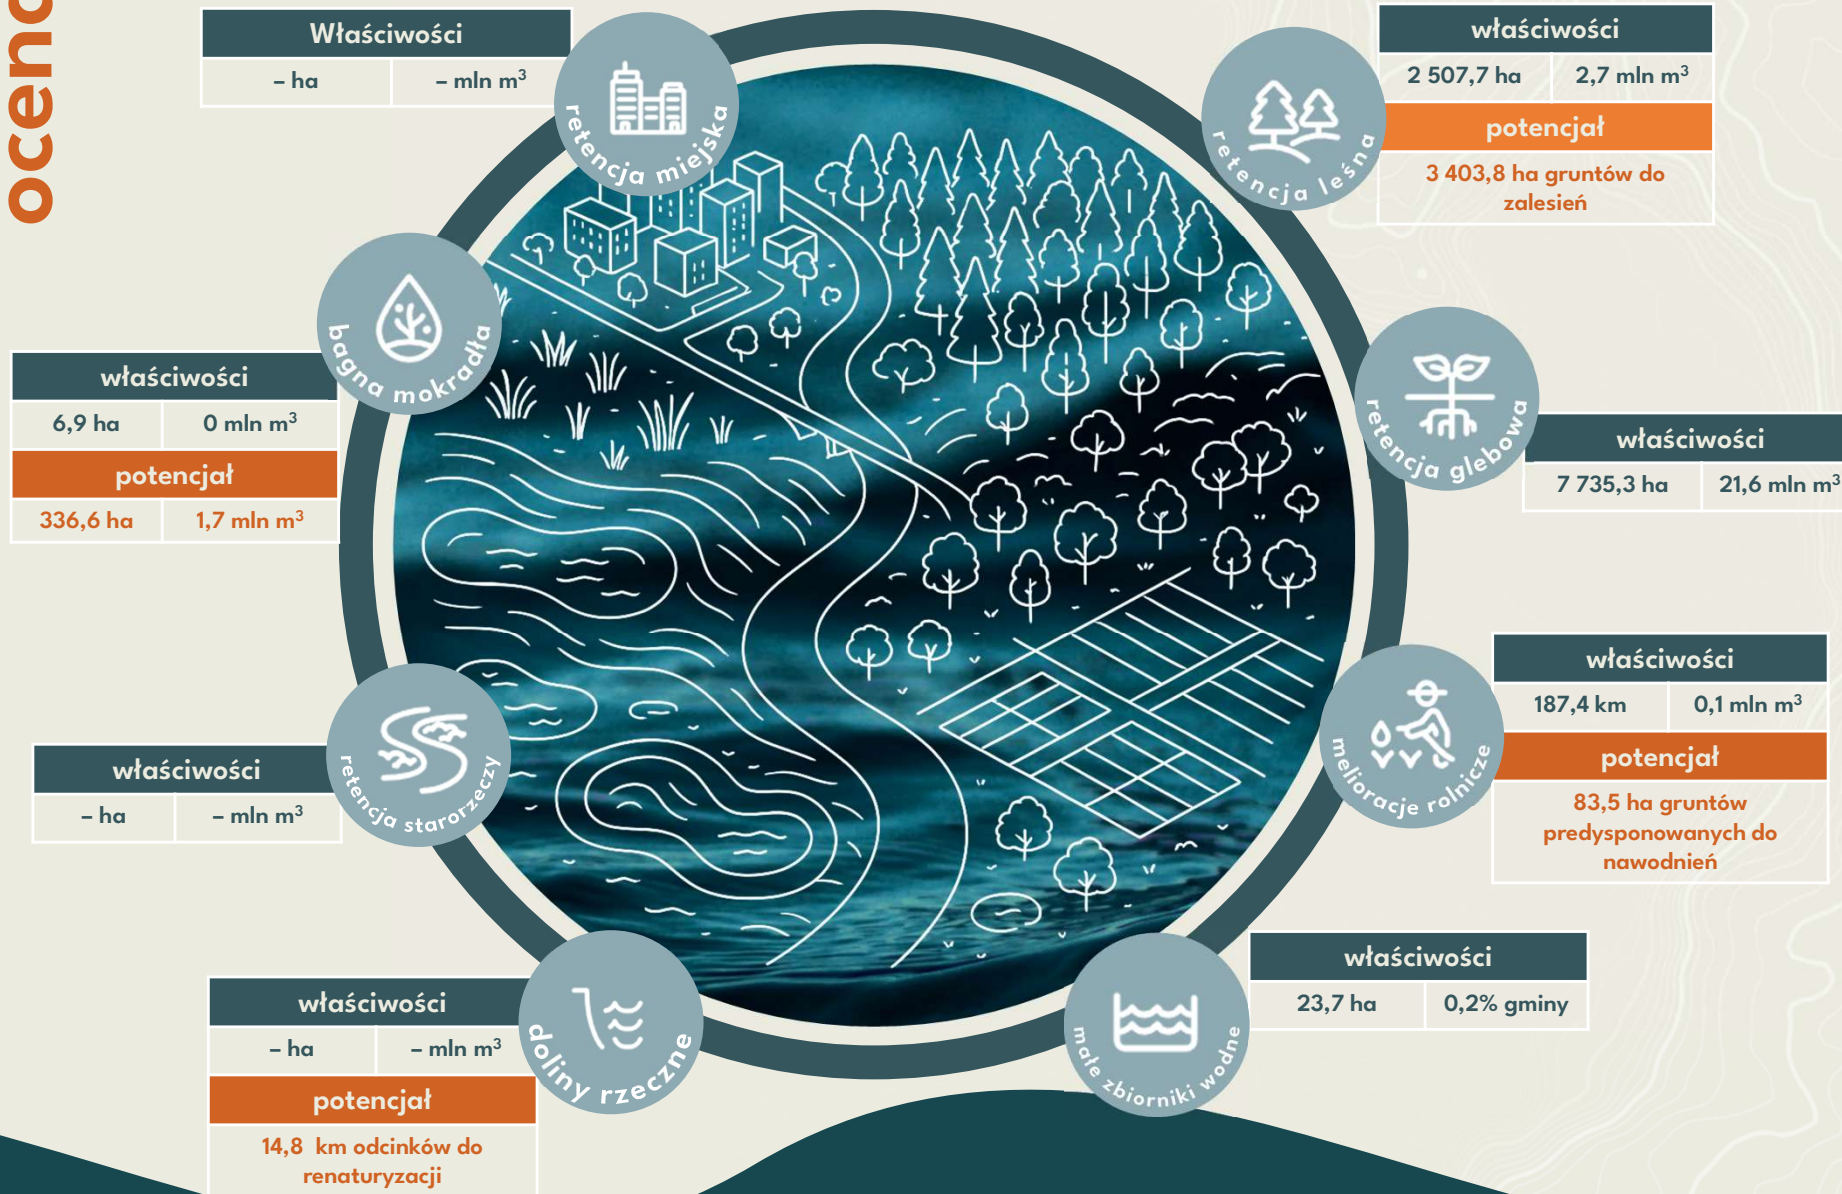 ocena
Właściwości
– ha – mln m³
retencja miejska
właściwości
2 507,7 ha 2,7 mln m³
potencjał
3 403,8 ha gruntów do
zalesień
retencja leśna
bagna mokradła
właściwości
6,9 ha 0 mln m³
potencjał
336,6 ha 1,7 mln m³
retencja glebowa
właściwości
7 735,3 ha 21,6 mln m³
właściwości
187,4 km 0,1 mln m³
potencjał
83,5 ha gruntów
predysponowanych do
nawodnień
melioracje rolnicze
właściwości
– ha – mln m³
retencja starorzeczy
właściwości
23,7 ha 0,2% gminy
małe zbiorniki wodne
właściwości
– ha – mln m³
potencjał
14,8 km odcinków do
renaturyzacji
doliny rzeczne